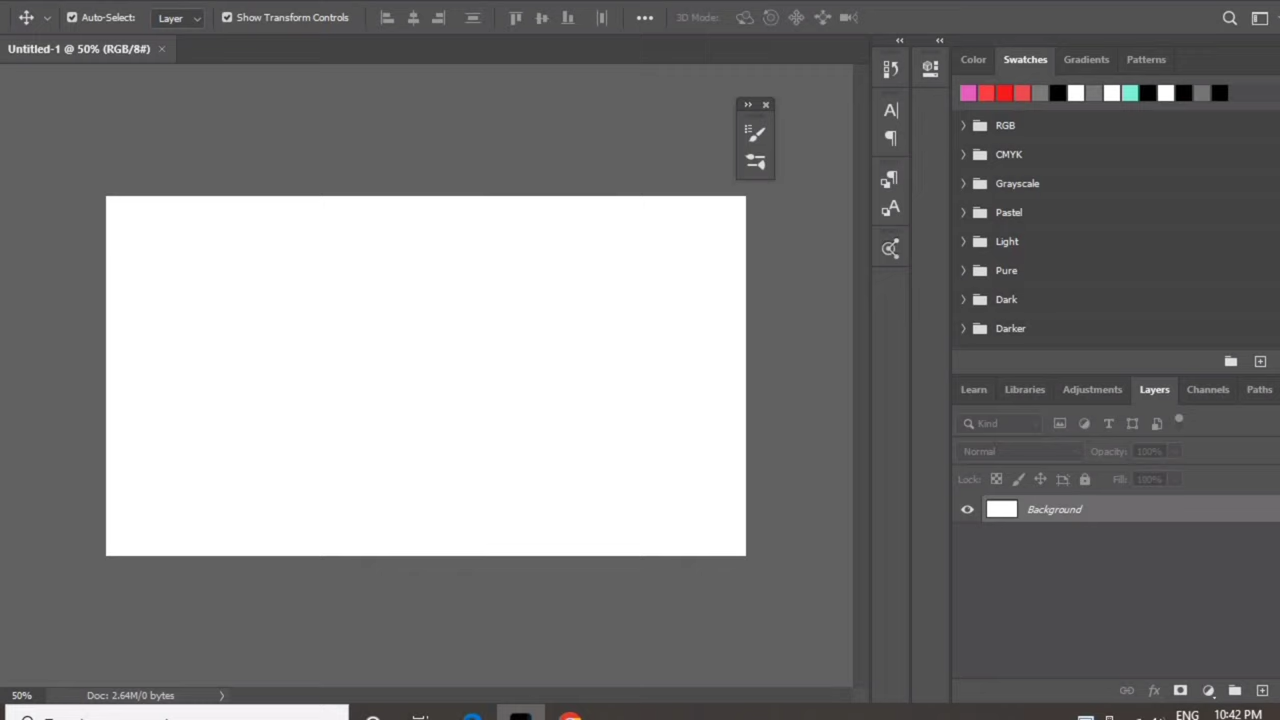 Auto-Select: Layer Show Transform Controls 3D Mode:
Untitled-1 @ 50% (RGB/8#)
Color Swatches Gradients Patterns
RGB
CMYK
Grayscale
Pastel
Light
Pure
Dark
Darker
Learn Libraries Adjustments Layers Channels Paths
Kind
Normal Opacity: 100%
Lock: Fill: 100%
Background
50% Doc: 2.64M/0 bytes
ENG 10:42 PM